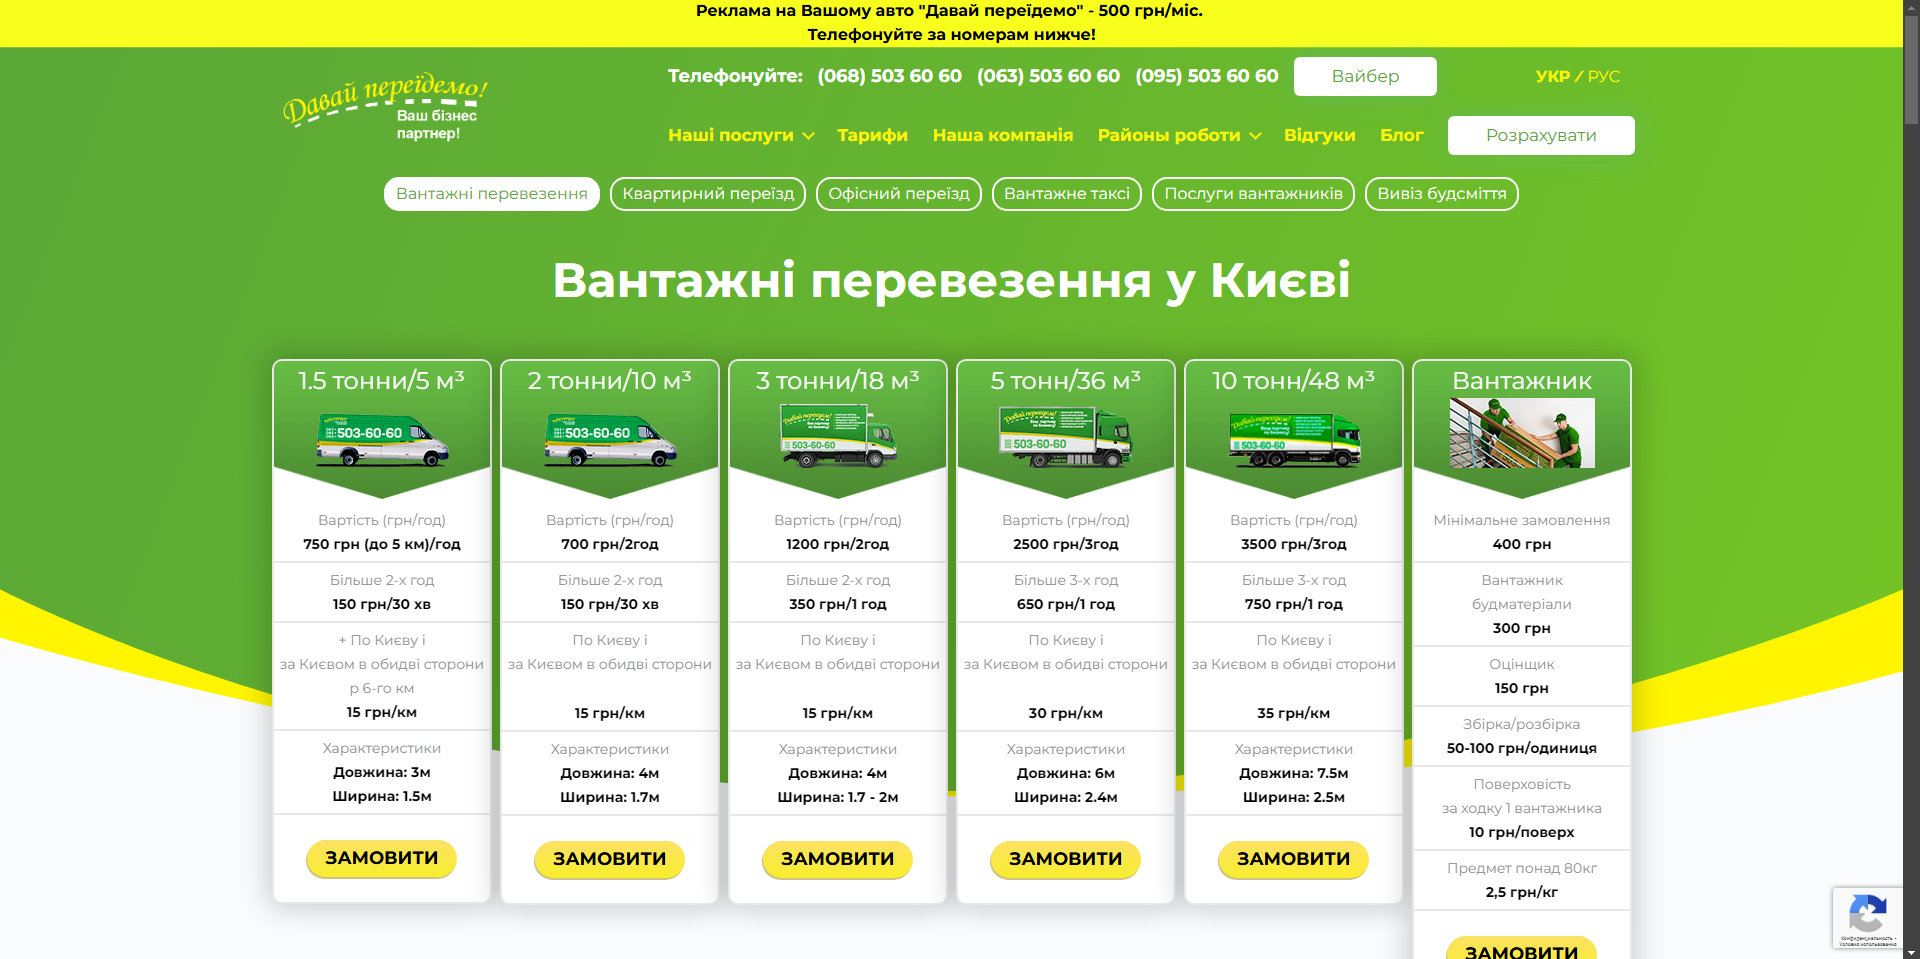 Реклама на Вашому авто "Давай переїдемо" - 500 грн/міс.
Телефонуйте за номерам нижче!
Давай переїдемо!
Ваш бізнес
партнер!
Телефонуйте: (068) 503 60 60 (063) 503 60 60 (095) 503 60 60 Вайбер УКР / РУС
Наші послуги Тарифи Наша компанія Районы роботи Відгуки Блог Розрахувати
Вантажні перевезення Квартирний переїзд Офісний переїзд Вантажне таксі Послуги вантажників Вивіз будсміття
Вантажні перевезення у Києві
1.5 тонни/5 м³
503-60-60
Вартість (грн/год)
750 грн (до 5 км)/год
Більше 2-х год
150 грн/30 хв
+ По Києву і
за Києвом в обидві сторони
р 6-го км
15 грн/км
Характеристики
Довжина: 3м
Ширина: 1.5м
ЗАМОВИТИ
2 тонни/10 м³
503-60-60
Вартість (грн/год)
700 грн/2год
Більше 2-х год
150 грн/30 хв
По Києву і
за Києвом в обидві сторони
15 грн/км
Характеристики
Довжина: 4м
Ширина: 1.7м
ЗАМОВИТИ
3 тонни/18 м³
503-60-60
Вартість (грн/год)
1200 грн/2год
Більше 2-х год
350 грн/1 год
По Києву і
за Києвом в обидві сторони
15 грн/км
Характеристики
Довжина: 4м
Ширина: 1.7 - 2м
ЗАМОВИТИ
5 тонн/36 м³
503-60-60
Вартість (грн/год)
2500 грн/3год
Більше 3-х год
650 грн/1 год
По Києву і
за Києвом в обидві сторони
30 грн/км
Характеристики
Довжина: 6м
Ширина: 2.4м
ЗАМОВИТИ
10 тонн/48 м³
503-60-60
Вартість (грн/год)
3500 грн/3год
Більше 3-х год
750 грн/1 год
По Києву і
за Києвом в обидві сторони
35 грн/км
Характеристики
Довжина: 7.5м
Ширина: 2.5м
ЗАМОВИТИ
Вантажник
Мінімальне замовлення
400 грн
Вантажник
будматеріали
300 грн
Оцінщик
150 грн
Збірка/розбірка
50-100 грн/одиниця
Поверховість
за ходку 1 вантажника
10 грн/поверх
Предмет понад 80кг
2,5 грн/кг
ЗАМОВИТИ
Конфиденциальность -
Условия использования